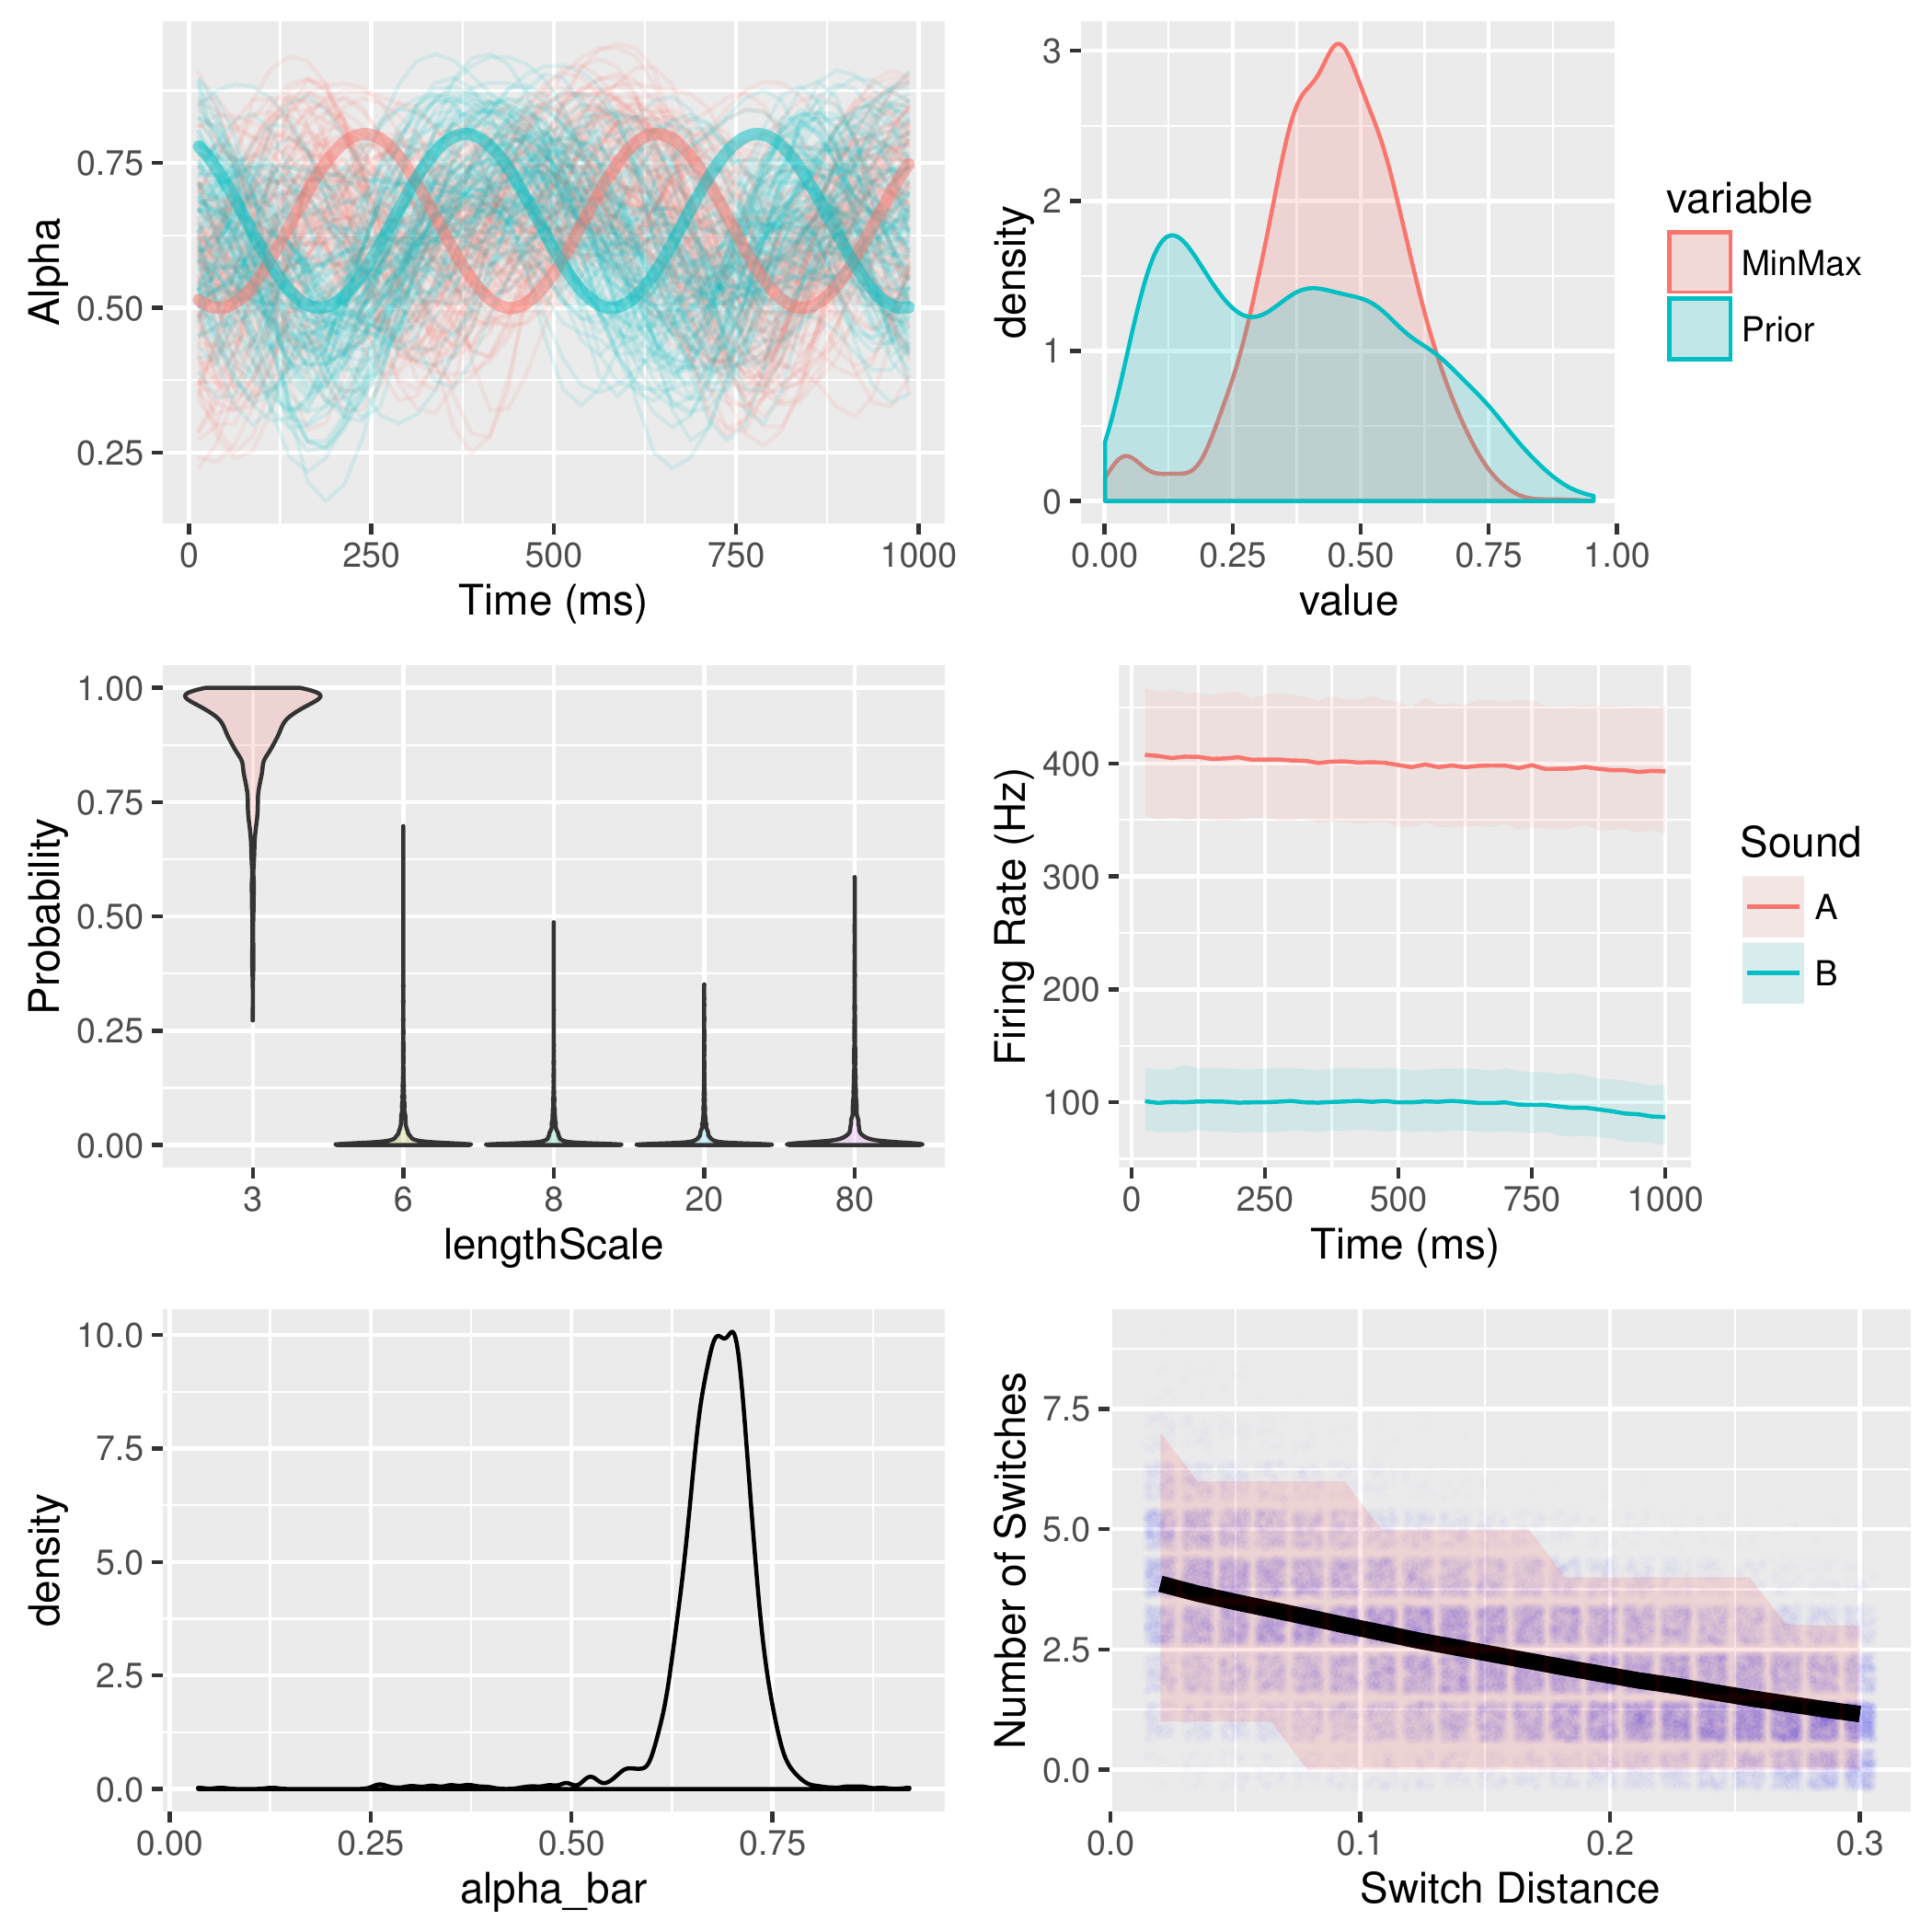 Alpha
0.75
0.50
0.25
0 250 500 750 1000
Time (ms)
density
3
2
1
0
0.00 0.25 0.50 0.75 1.00
value
variable
MinMax
Prior
Probability
1.00
0.75
0.50
0.25
0.00
3 6 8 20 80
lengthScale
Firing Rate (Hz)
400
300
200
100
0 250 500 750 1000
Time (ms)
Sound
A
B
density
10.0
7.5
5.0
2.5
0.0
0.00 0.25 0.50 0.75
alpha_bar
Number of Switches
7.5
5.0
2.5
0.0
0.0 0.1 0.2 0.3
Switch Distance